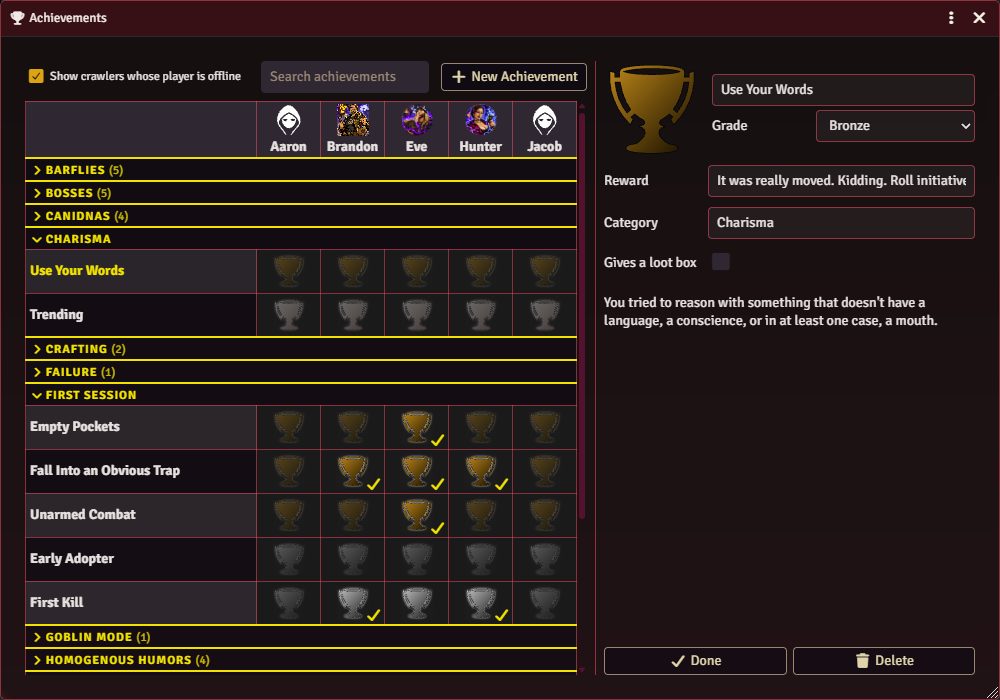 Achievements
Show crawlers whose player is offline
Search achievements
New Achievement
Aaron Brandon Eve Hunter Jacob
BARFLIES (5)
BOSSES (5)
CANIDNAS (4)
CHARISMA
Use Your Words
Trending
CRAFTING (2)
FAILURE (1)
FIRST SESSION
Empty Pockets
Fall Into an Obvious Trap
Unarmed Combat
Early Adopter
First Kill
GOBLIN MODE (1)
HOMOGENOUS HUMORS (4)
Use Your Words
Grade Bronze
Reward It was really moved. Kidding. Roll initiative
Category Charisma
Gives a loot box
You tried to reason with something that doesn't have a
language, a conscience, or in at least one case, a mouth.
Done Delete